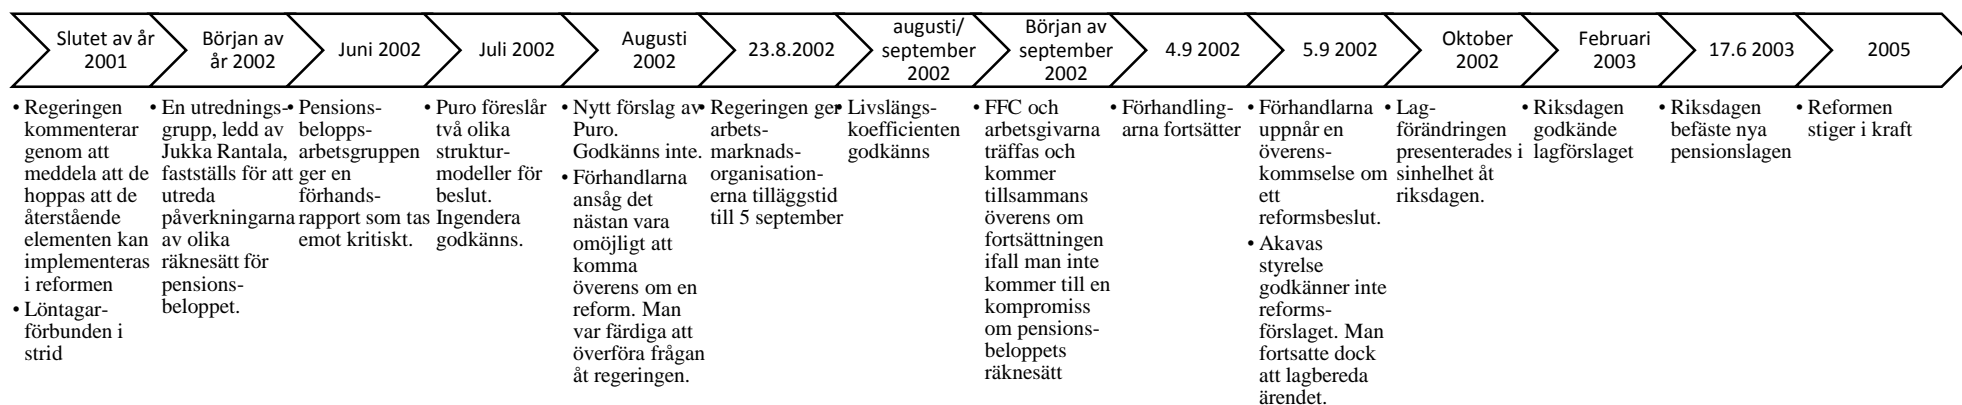 Slutet av år
2001
Början av
år 2002
Juni 2002
Juli 2002
Augusti
2002
23.8.2002
augusti/
september
2002
Början av
september
2002
4.9 2002
5.9 2002
Oktober
2002
Februari
2003
17.6 2003
2005
• Regeringen
kommenterar
genom att
meddela att de
hoppas att de
återstående
elementen kan
implementeras
i reformen
• Löntagar-
förbunden i
strid
• En utrednings-
grupp, ledd av
Jukka Rantala,
fastställs för att
utreda
påverkningarna
av olika
räknesätt för
pensions-
beloppet.
• Pensions-
belopps-
arbetsgruppen
ger en
förhands-
rapport som tas
emot kritiskt.
• Puro föreslår
två olika
struktur-
modeller för
beslut.
Ingendera
godkänns.
• Nytt förslag av
Puro.
Godkänns inte.
• Förhandlarna
ansåg det
nästan vara
omöjligt att
komma
överens om en
reform. Man
var färdiga att
överföra frågan
åt regeringen.
• Regeringen ger
arbets-
marknads-
organisation-
erna tilläggstid
till 5 september
• Livslängs-
koefficienten
godkänns
• FFC och
arbetsgivarna
träffas och
kommer
tillsammans
överens om
fortsättningen
ifall man inte
kommer till en
kompromiss
om pensions-
beloppets
räknesätt
• Förhandling-
arna fortsätter
• Förhandlarna
uppnår en
överens-
kommselse om
ett
reformsbeslut.
• Akavas
styrelse
godkänner inte
reforms-
förslaget. Man
fortsatte dock
att lagbereda
ärendet.
• Lag-
förändringen
presenterades i
sinhelhet åt
riksdagen.
• Riksdagen
godkände
lagförslaget
• Riksdagen
befäste nya
pensionslagen
• Reformen
stiger i kraft